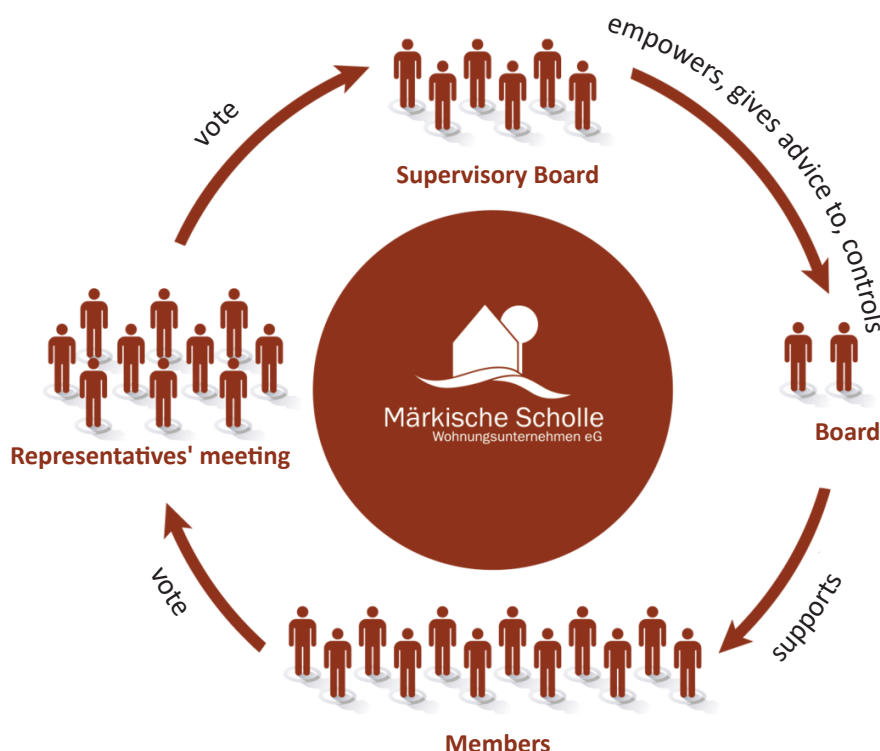 vote
empowers, gives advice to, controls
Supervisory Board
Märkische Scholle
Wohnungsunternehmen eG
Representatives' meeting
Board
vote
supports
Members